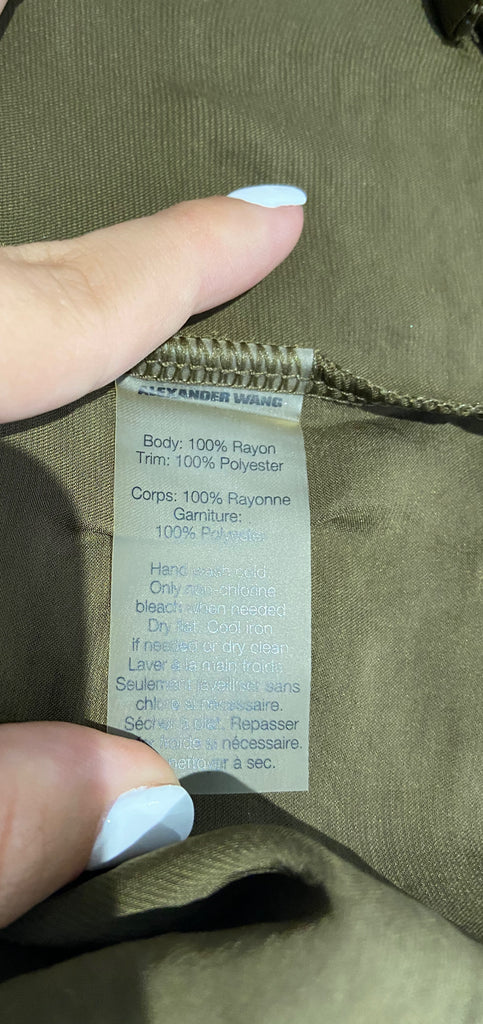 ALEXANDER WANG
Body: 100% Rayon
Trim: 100% Polyester
Corps: 100% Rayonne
Garniture:
100% Polyester
Hand wash cold.
Only non-chlorine
bleach when needed
Dry flat. Cool iron
if needed or dry clean
Laver à la main froide.
Seulement javelliser sans
chlore si nécessaire.
Sécher à plat. Repasser
froide si nécessaire.
nettoyer à sec.